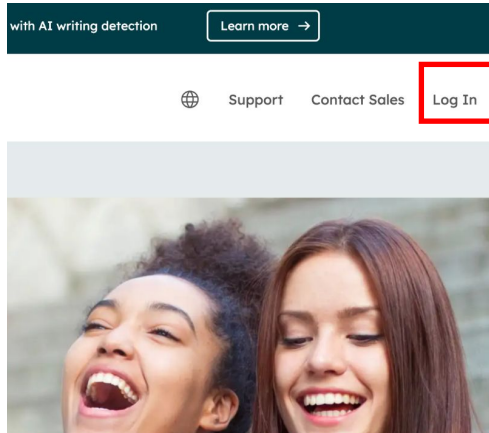 with AI writing detection
Learn more →
Support Contact Sales Log In